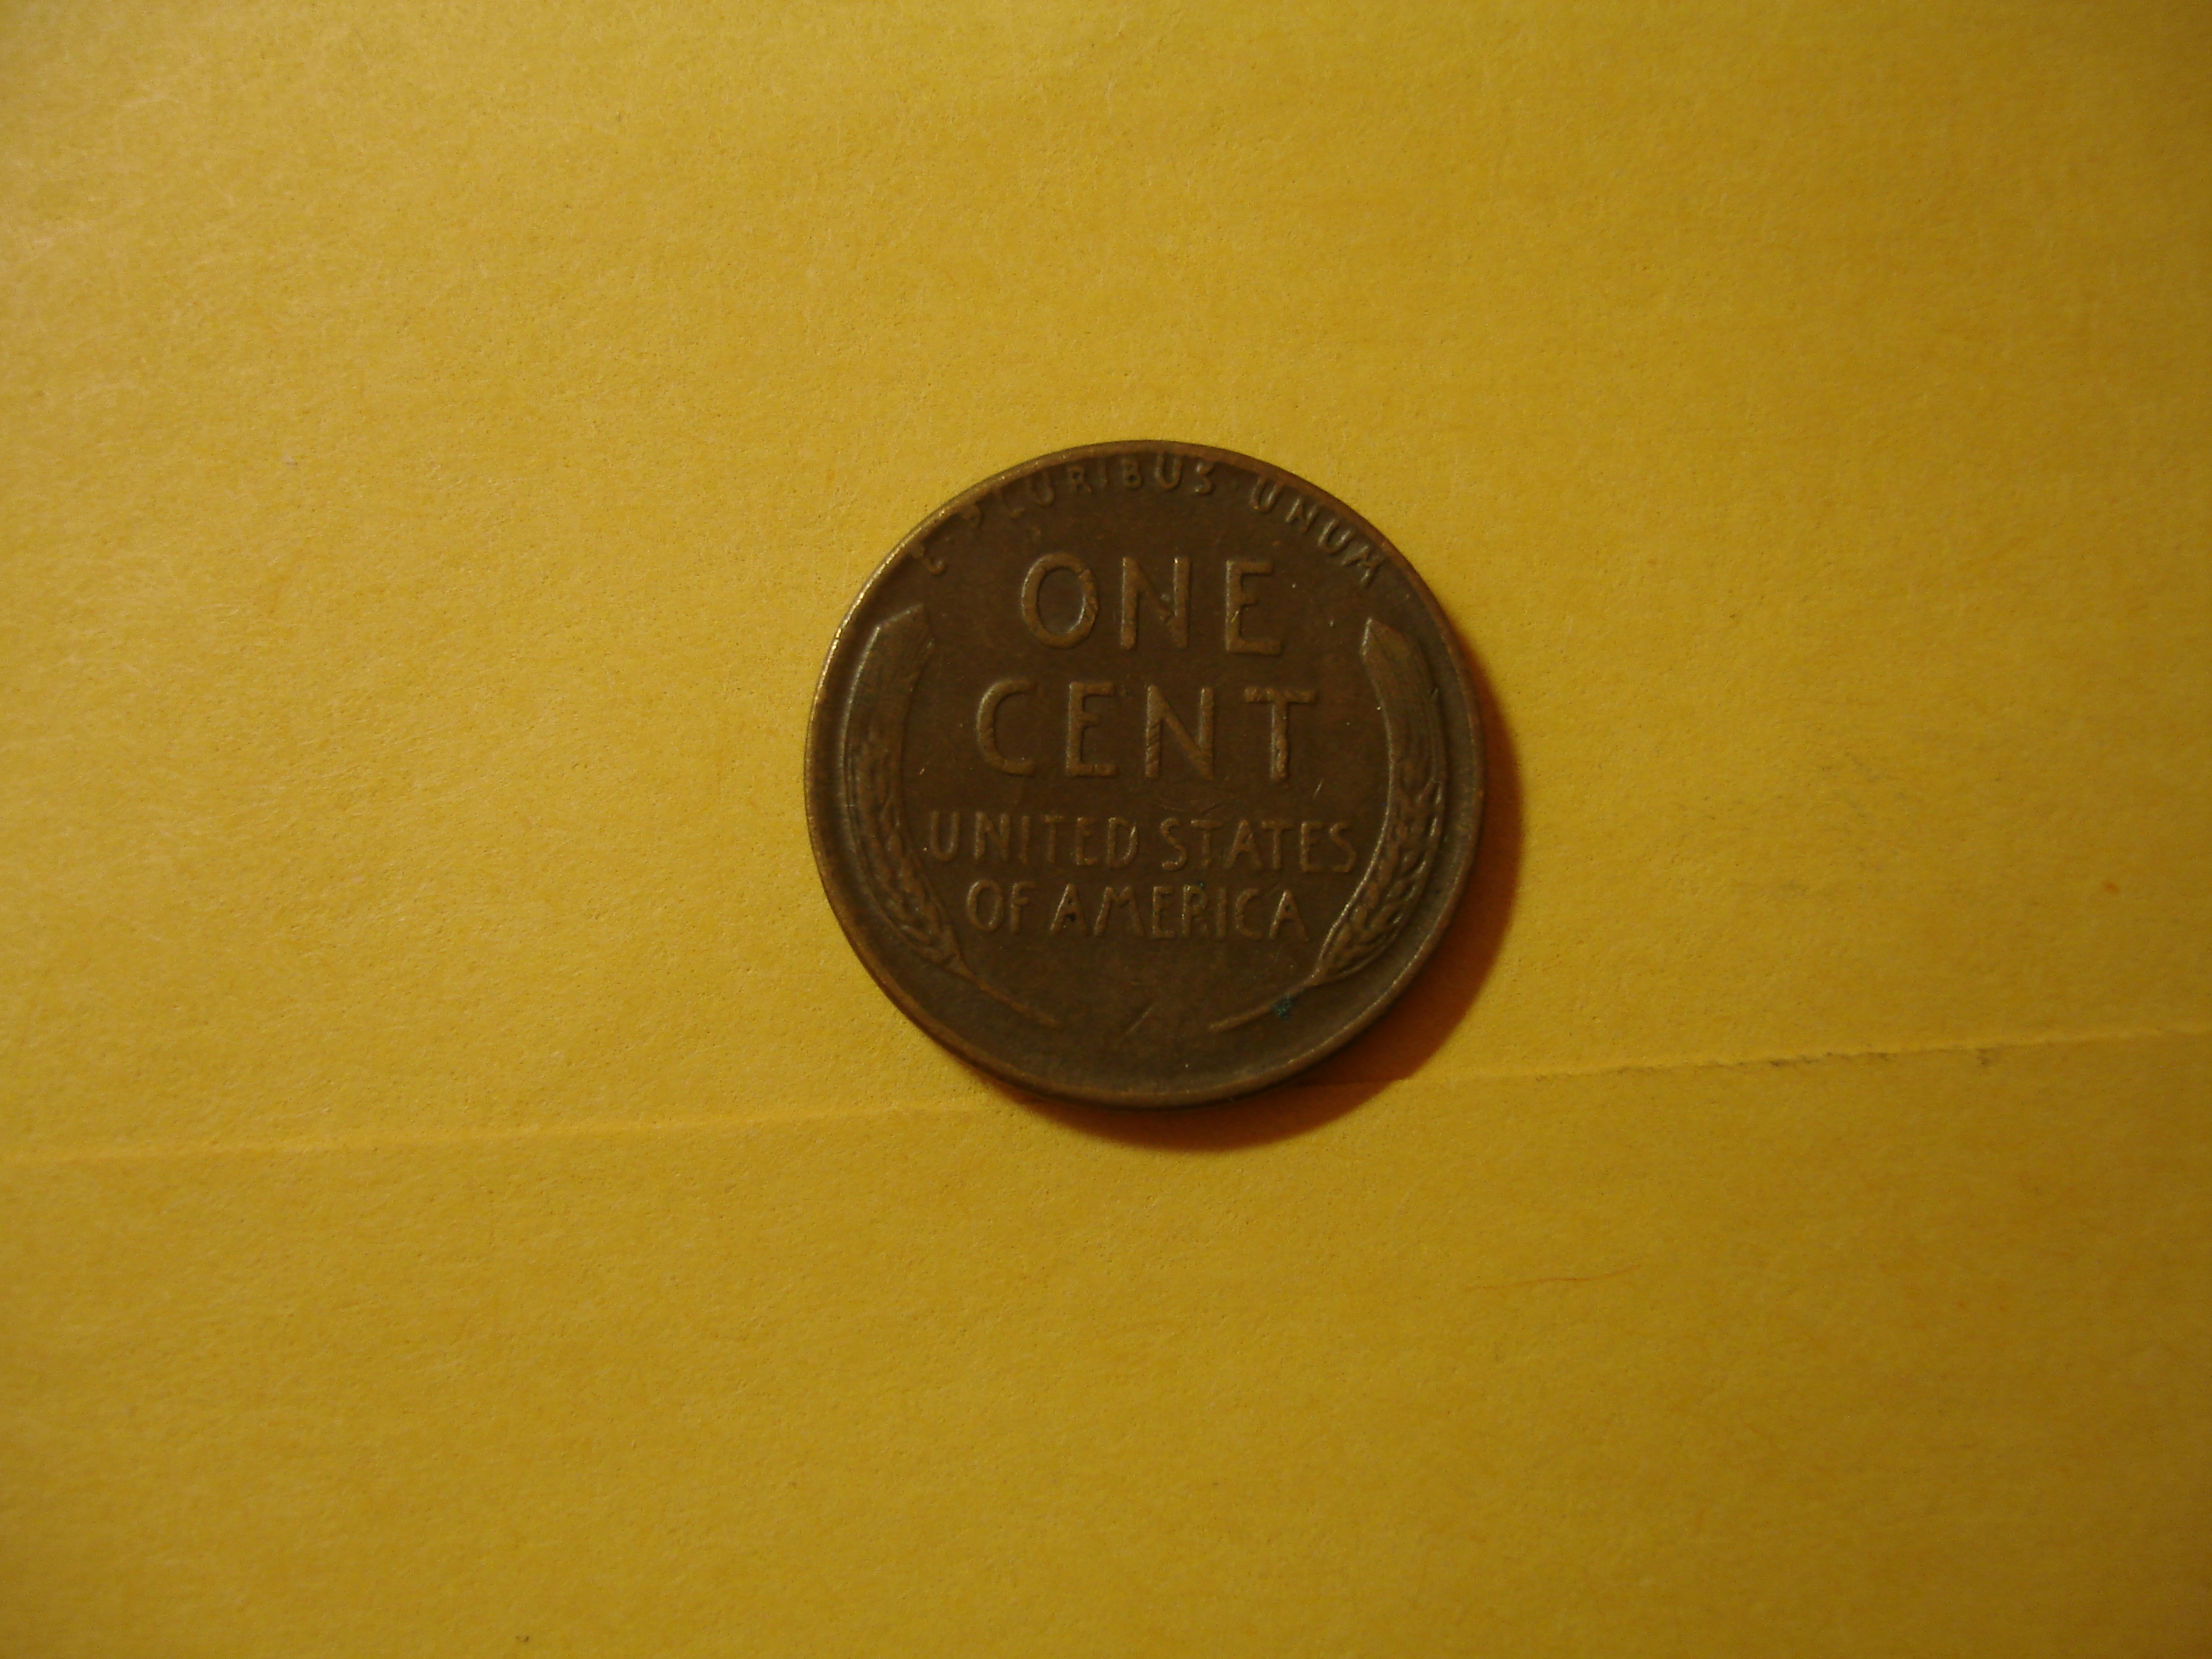 E PLURIBUS UNUM
ONE
CENT
UNITED STATES
OF AMERICA